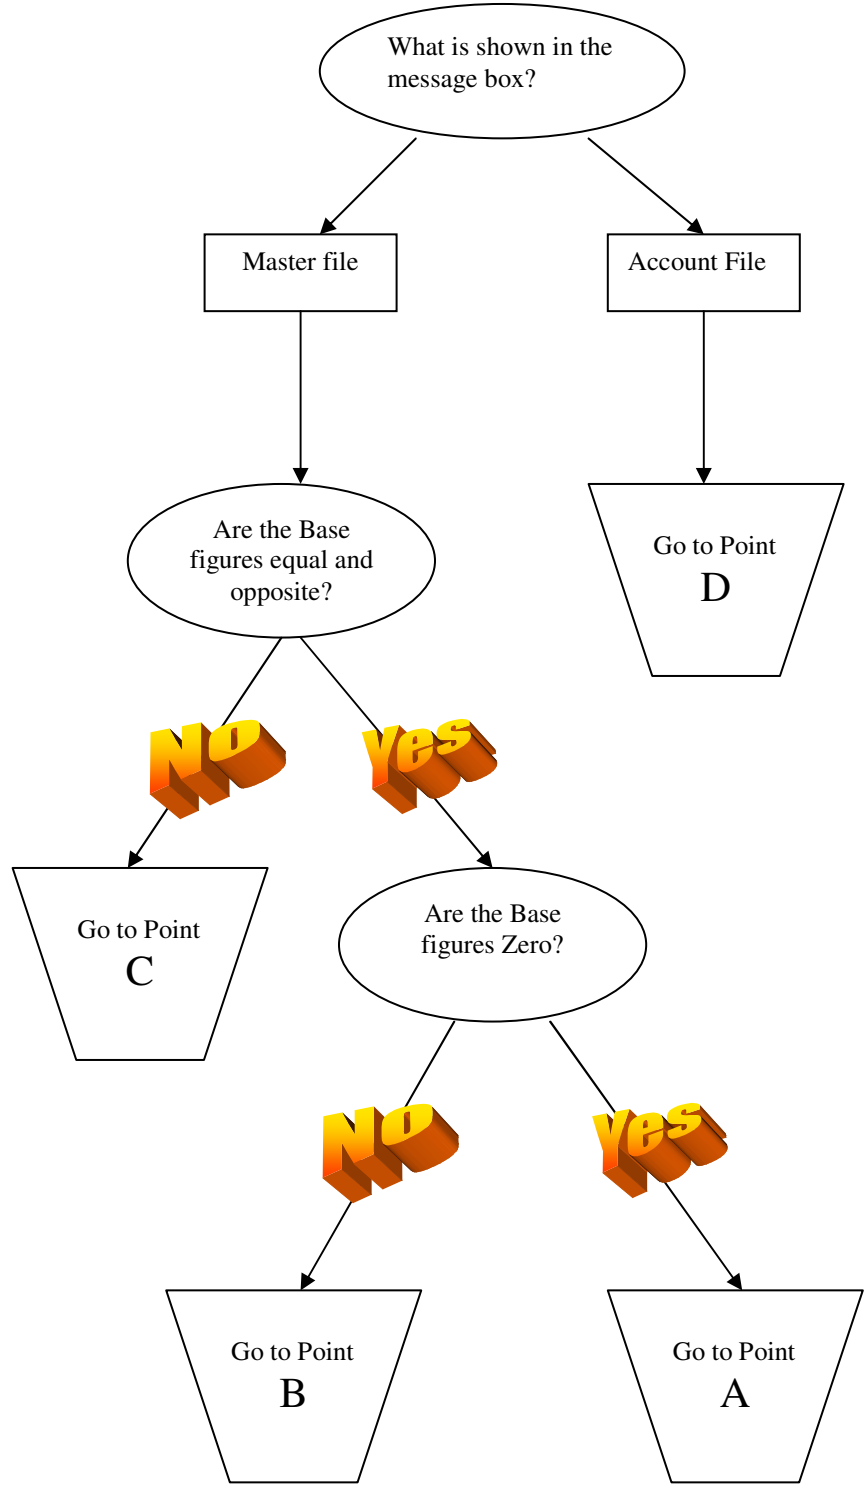 What is shown in the
message box?
Master file
Account File
Are the Base
figures equal and
opposite?
Go to Point
D
No
Yes
Go to Point
C
Are the Base
figures Zero?
No
Yes
Go to Point
B
Go to Point
A